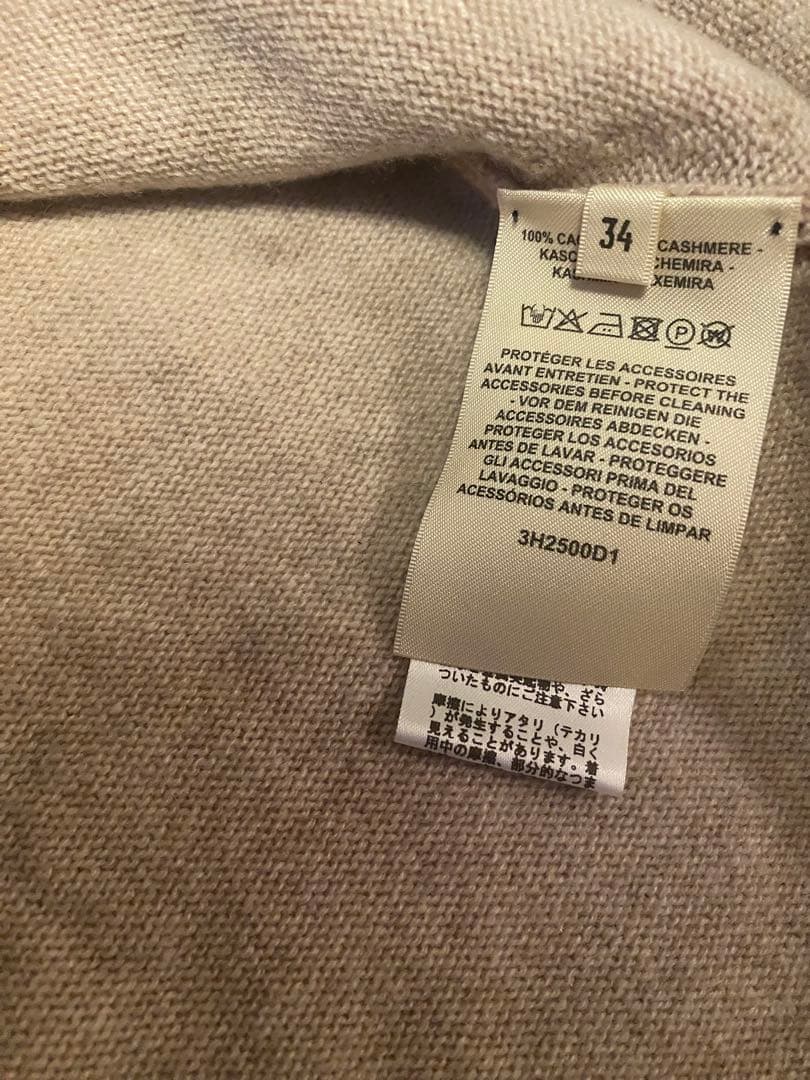 34
100% CA CASHMERE -
KASC CHEMIRA -
KA XEMIRA
P
W
PROTÉGER LES ACCESSOIRES
AVANT ENTRETIEN - PROTECT THE
ACCESSORIES BEFORE CLEANING
- VOR DEM REINIGEN DIE
ACCESSOIRES ABDECKEN -
PROTEGER LOS ACCESORIOS
ANTES DE LAVAR - PROTEGGERE
GLI ACCESSORI PRIMA DEL
LAVAGGIO - PROTEGER OS
ACESSÓRIOS ANTES DE LIMPAR
3H2500D1
や、ざら
ついたものにご注意下さい
摩擦によりアタリ（テカリ
）が発生することや、白く
見えることがあります。着
用中の摩擦、部分的なつま